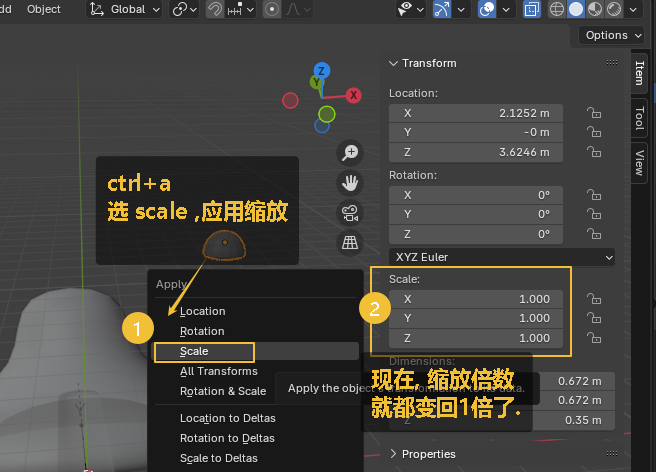 Object
Global
Options
Transform
Item
Location:
X 2.1252 m
Y -0 m
Z 3.6246 m
Tool
View
Rotation:
X 0°
Y 0°
Z 0°
XYZ Euler
Scale:
X 1.000
Y 1.000
Z 1.000
Dimensions:
0.672 m
0.672 m
Z 0.35 m
Properties
Z
Y
X
ctrl+a
选 scale ,应用缩放
Apply
1
2
Location
Rotation
Scale
All Transforms
Rotation & Scale
Location to Deltas
Rotation to Deltas
Scale to Deltas
Apply the object's
data.
现在, 缩放倍数
就都变回1倍了.